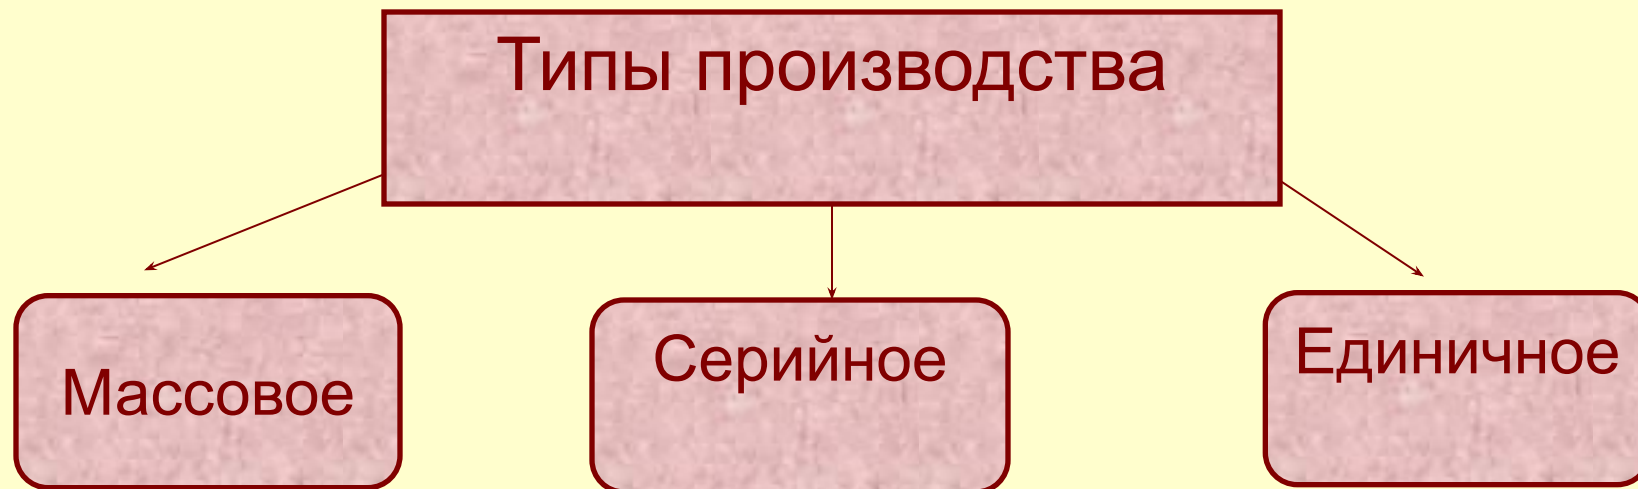 Типы производства
Массовое
Серийное
Единичное